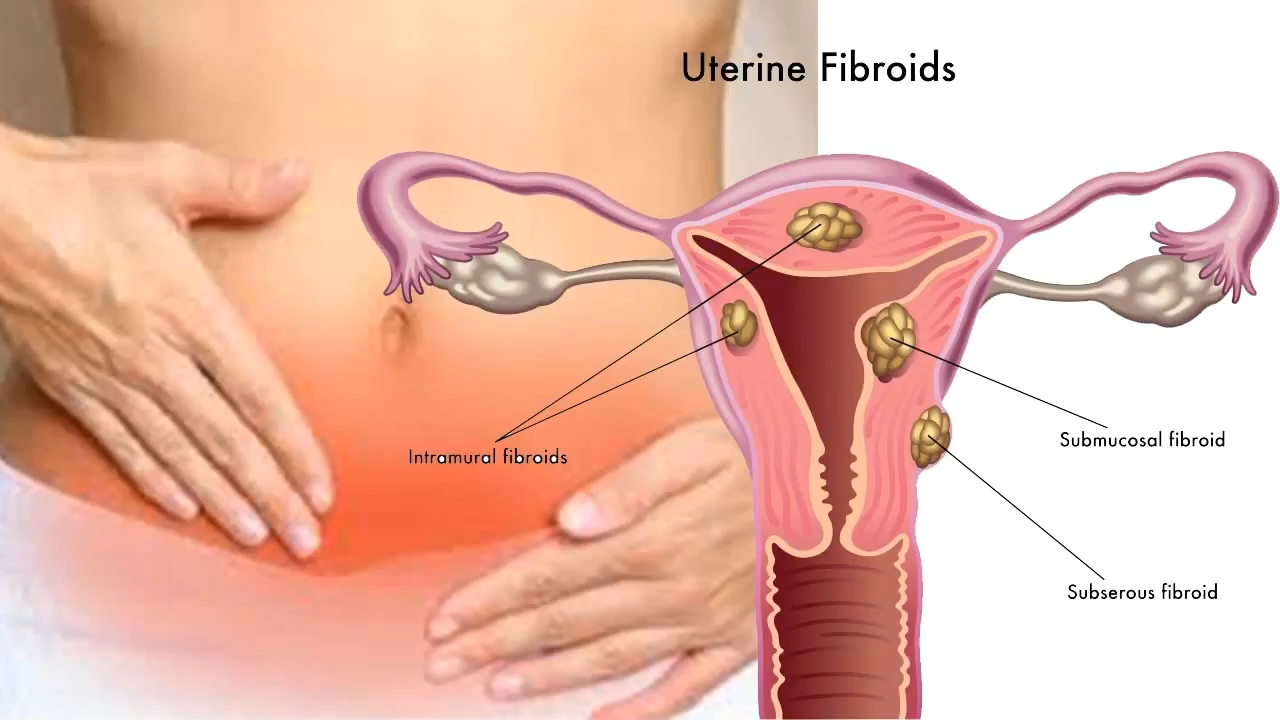 Uterine Fibroids
Intramural fibroids
Submucosal fibroid
Subserous fibroid